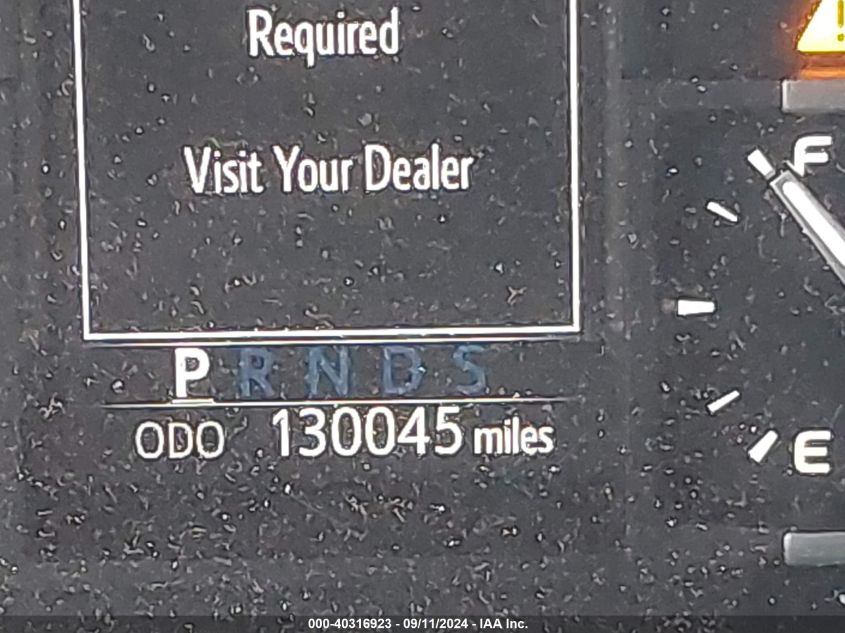 Required
Visit Your Dealer
F
P R N D S
ODO 130045 miles
E
000-40316923 - 09/11/2024 - IAA Inc.